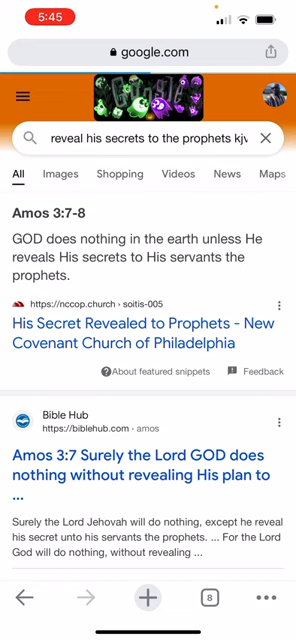 5:45
google.com
Google
reveal his secrets to the prophets kjv
All Images Shopping Videos News Maps
Amos 3:7-8
GOD does nothing in the earth unless He
reveals His secrets to His servants the
prophets.
https://nccop.church › soitis-005
His Secret Revealed to Prophets - New
Covenant Church of Philadelphia
About featured snippets Feedback
Bible Hub
https://biblehub.com › amos
Amos 3:7 Surely the Lord GOD does
nothing without revealing His plan to
...
Surely the Lord Jehovah will do nothing, except he reveal
his secret unto his servants the prophets. ... For the Lord
God will do nothing, without revealing ...
8